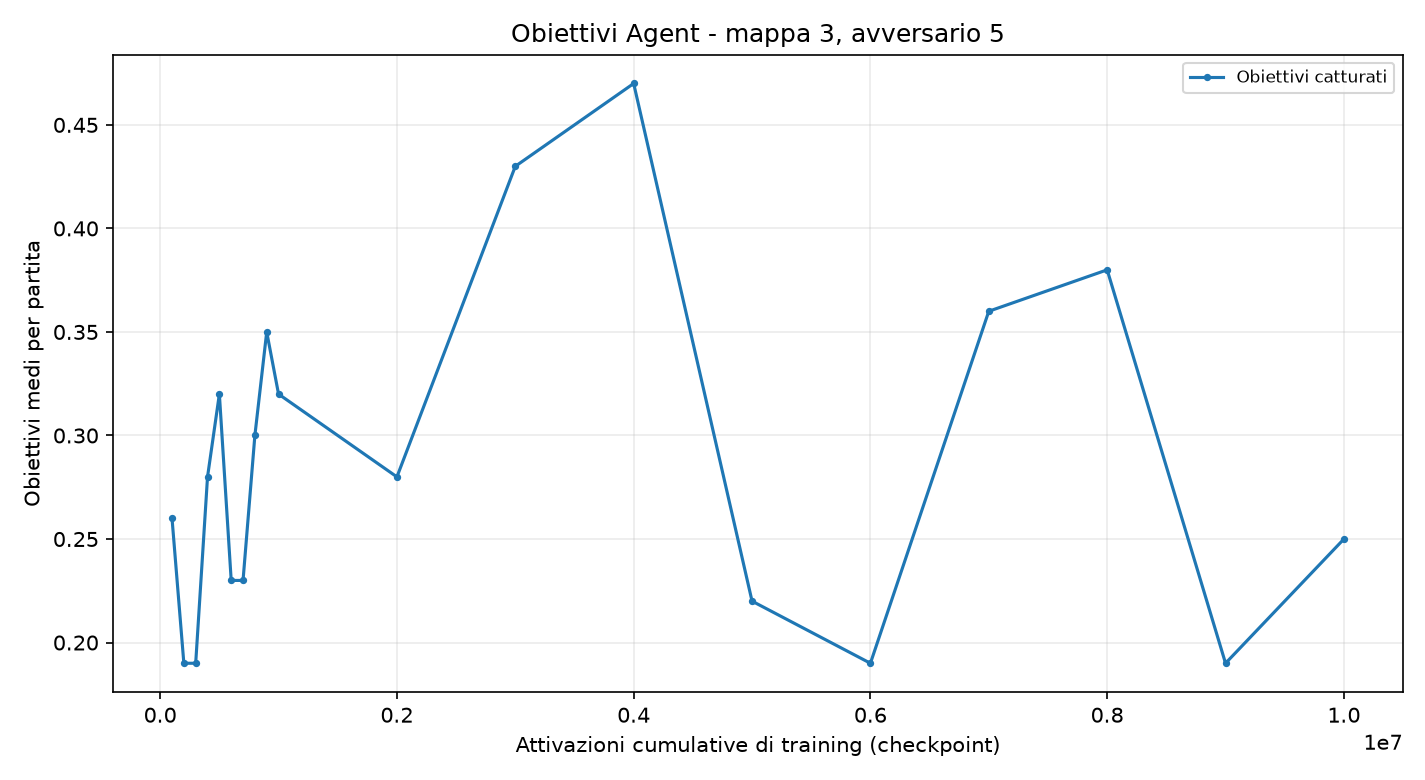 Obiettivi Agent - mappa 3, avversario 5
Obiettivi catturati
Obiettivi medi per partita
0.45
0.40
0.35
0.30
0.25
0.20
0.0 0.2 0.4 0.6 0.8 1.0
1e7
Attivazioni cumulative di training (checkpoint)